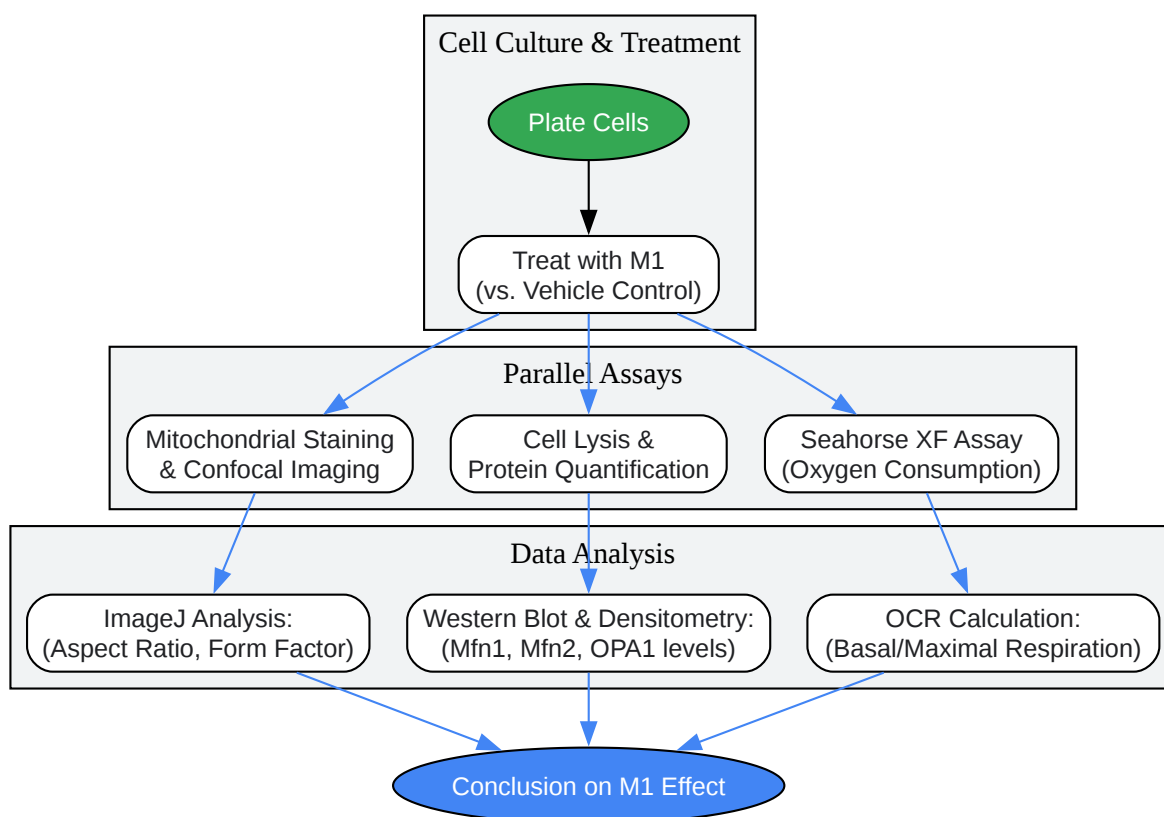 Cell Culture & Treatment
Plate Cells
Treat with M1
(vs. Vehicle Control)
Parallel Assays
Mitochondrial Staining
& Confocal Imaging
Cell Lysis &
Protein Quantification
Seahorse XF Assay
(Oxygen Consumption)
Data Analysis
ImageJ Analysis:
(Aspect Ratio, Form Factor)
Western Blot & Densitometry:
(Mfn1, Mfn2, OPA1 levels)
OCR Calculation:
(Basal/Maximal Respiration)
Conclusion on M1 Effect